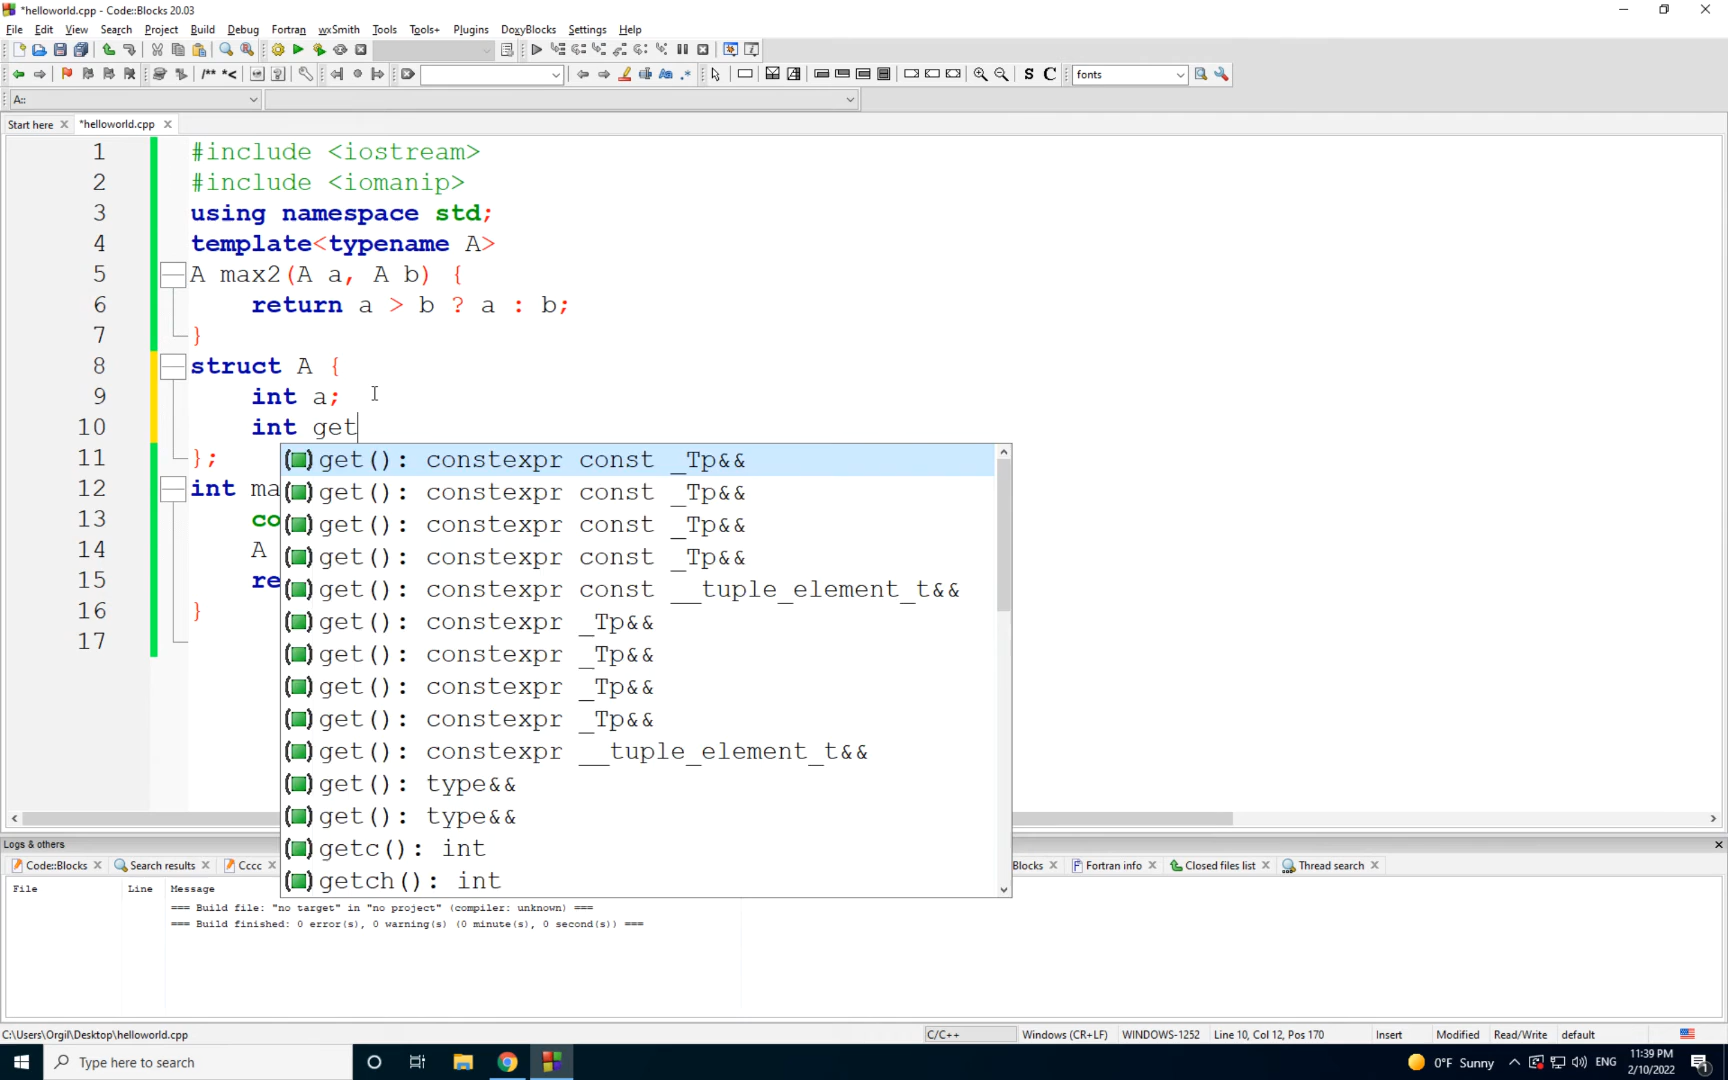 *helloworld.cpp - Code::Blocks 20.03
File Edit View Search Project Build Debug Fortran wxSmith Tools Tools+ Plugins DoxyBlocks Settings Help
/** *< S C fonts
A::
Start here *helloworld.cpp
1 #include <iostream>
2 #include <iomanip>
3 using namespace std;
4 template<typename A>
5 A max2(A a, A b) {
6 return a > b ? a : b;
7 }
8 struct A {
9 int a;
10 int get
11 };
12 int ma
13 co
14 A
15 re
16 }
17
get(): constexpr const _Tp&&
get(): constexpr const _Tp&&
get(): constexpr const _Tp&&
get(): constexpr const _Tp&&
get(): constexpr const __tuple_element_t&&
get(): constexpr _Tp&&
get(): constexpr _Tp&&
get(): constexpr _Tp&&
get(): constexpr _Tp&&
get(): constexpr __tuple_element_t&&
get(): type&&
get(): type&&
getc(): int
getch(): int
Logs & others
Code::Blocks Search results Cccc Blocks Fortran info Closed files list Thread search
File Line Message
=== Build file: "no target" in "no project" (compiler: unknown) ===
=== Build finished: 0 error(s), 0 warning(s) (0 minute(s), 0 second(s)) ===
C:\Users\Orgil\Desktop\helloworld.cpp C/C++ Windows (CR+LF) WINDOWS-1252 Line 10, Col 12, Pos 170 Insert Modified Read/Write default
Type here to search 0°F Sunny ENG 11:39 PM
2/10/2022 1